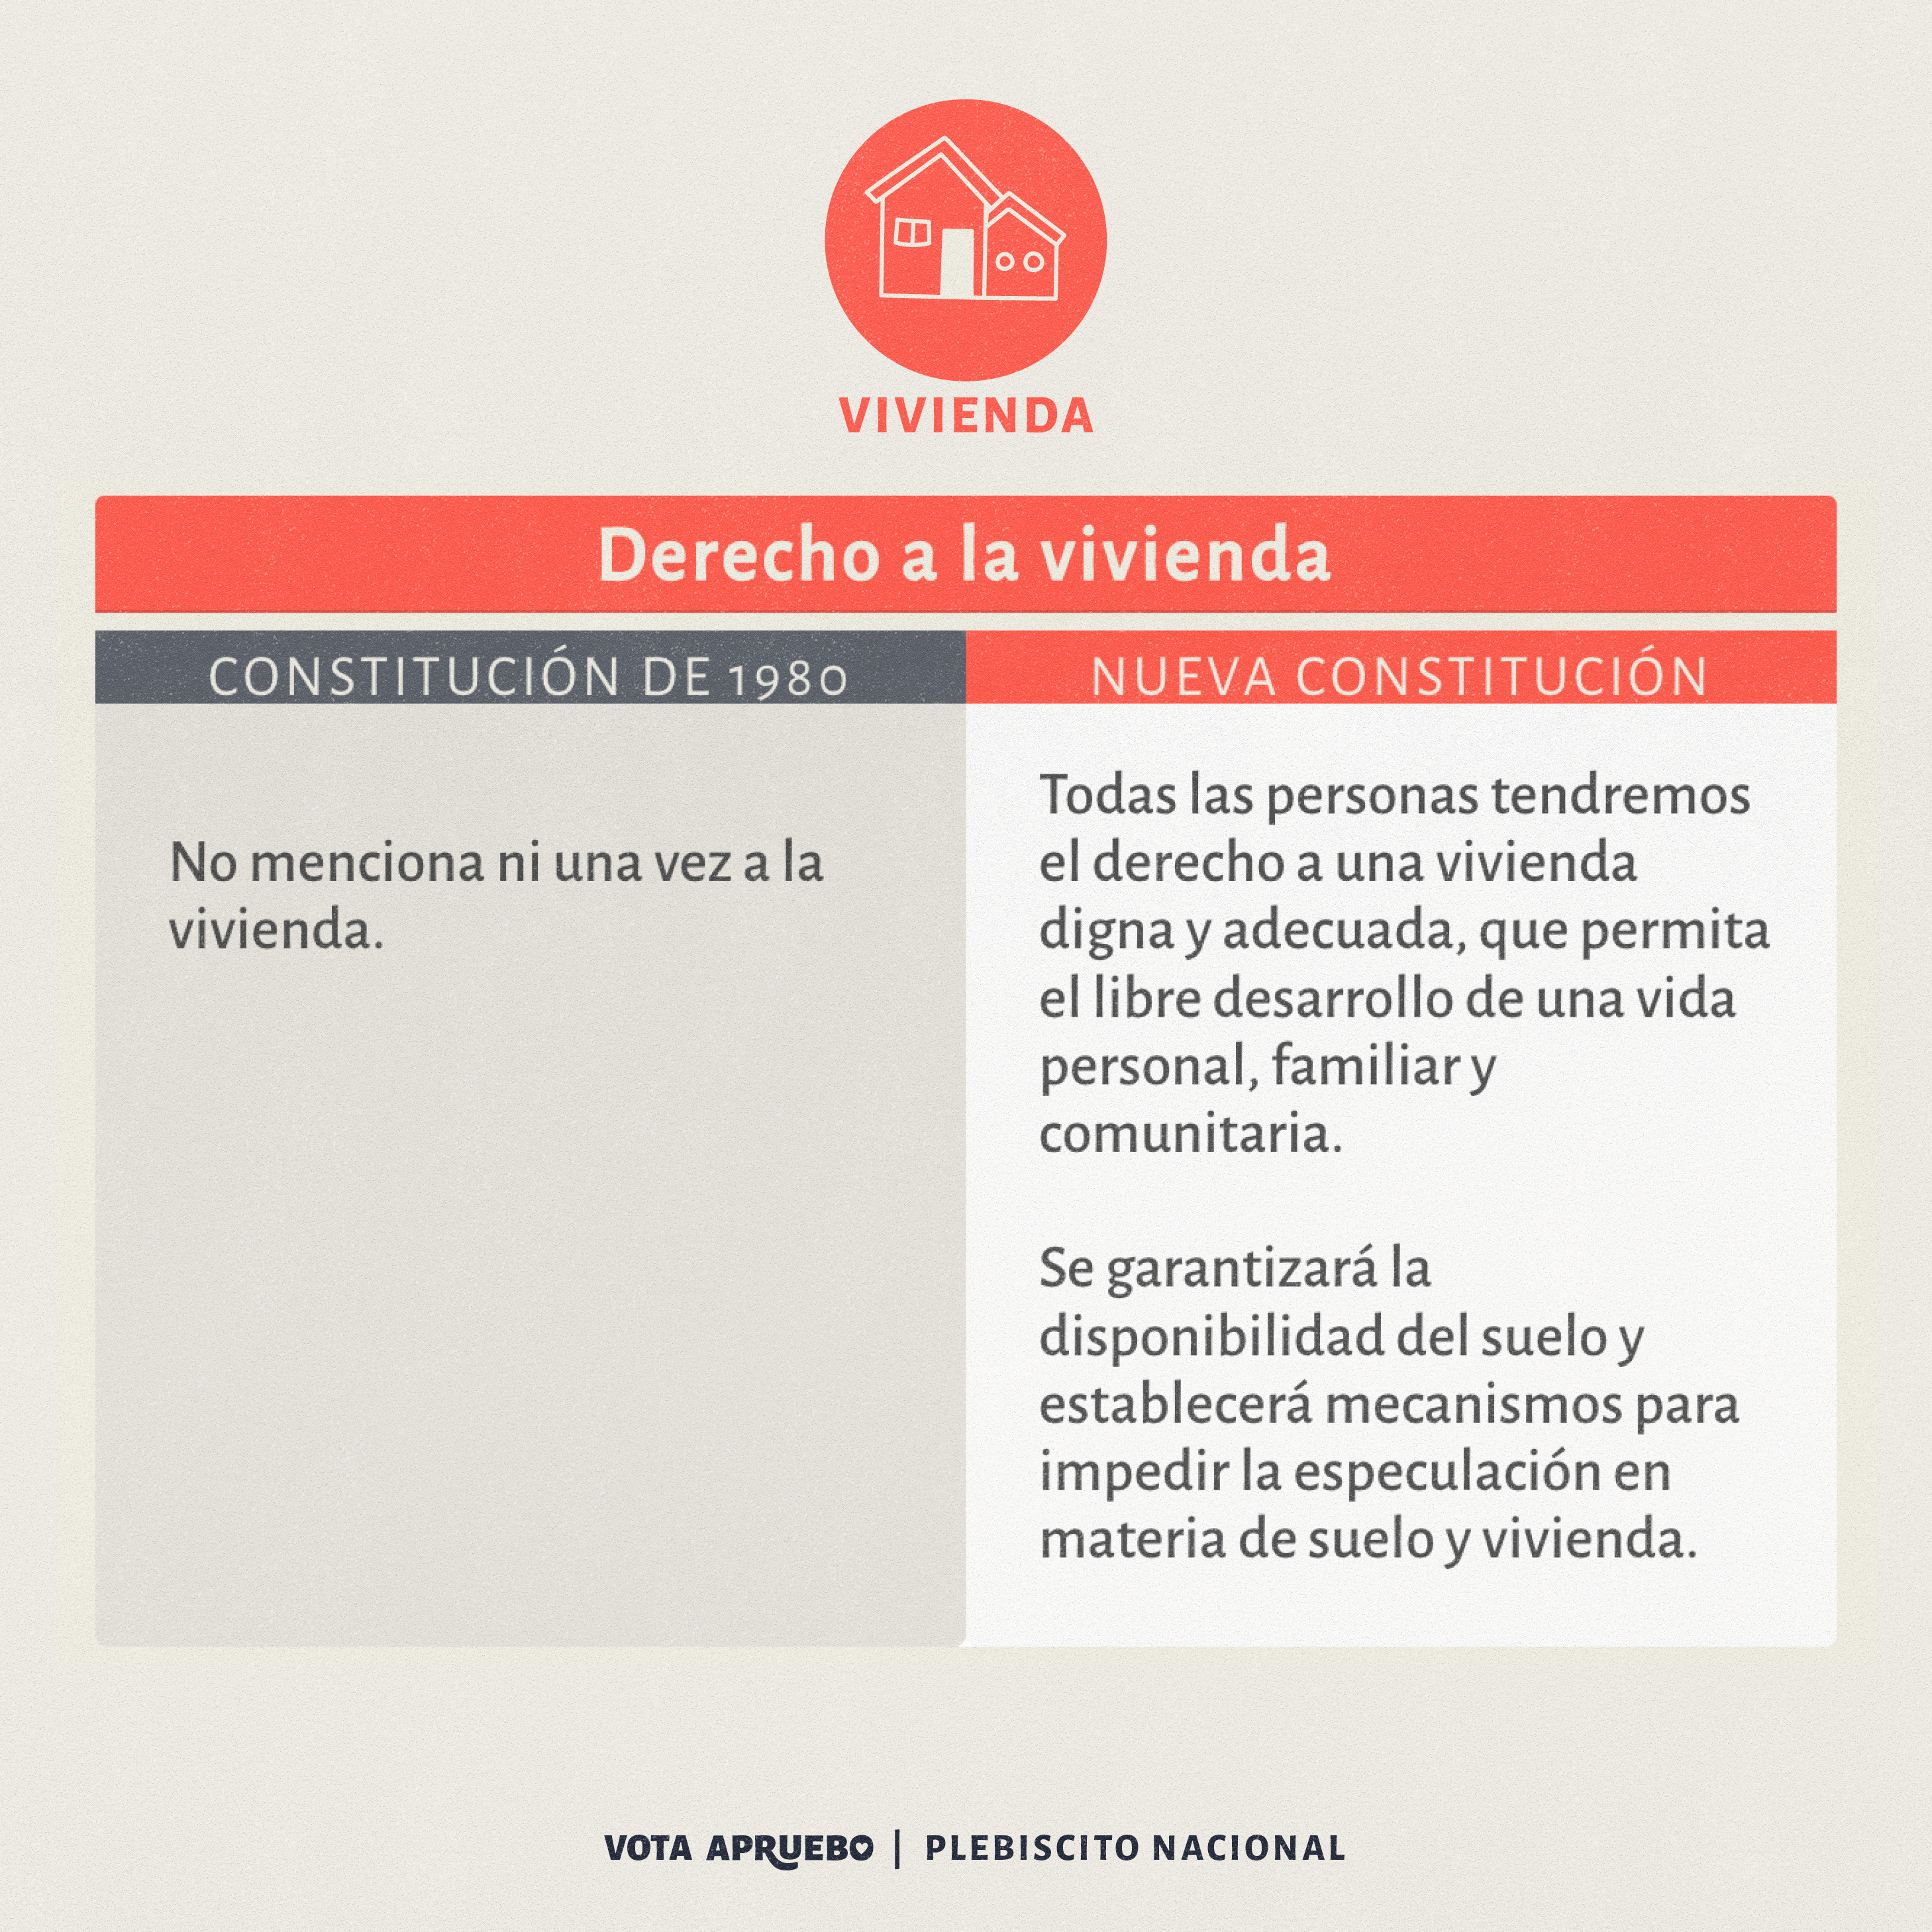 VIVIENDA
Derecho a la vivienda
CONSTITUCIÓN DE 1980
No menciona ni una vez a la
vivienda.
NUEVA CONSTITUCIÓN
Todas las personas tendremos
el derecho a una vivienda
digna y adecuada, que permita
el libre desarrollo de una vida
personal, familiar y
comunitaria.
Se garantizará la
disponibilidad del suelo y
establecerá mecanismos para
impedir la especulación en
materia de suelo y vivienda.
VOTA APRUEBO | PLEBISCITO NACIONAL